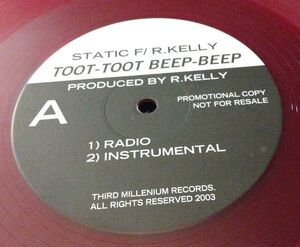 STATIC F/ R.KELLY
TOOT-TOOT BEEP-BEEP
PRODUCED BY R.KELLY
PROMOTIONAL COPY
NOT FOR RESALE
A
1) RADIO
2) INSTRUMENTAL
THIRD MILLENIUM RECORDS.
ALL RIGHTS RESERVED 2003